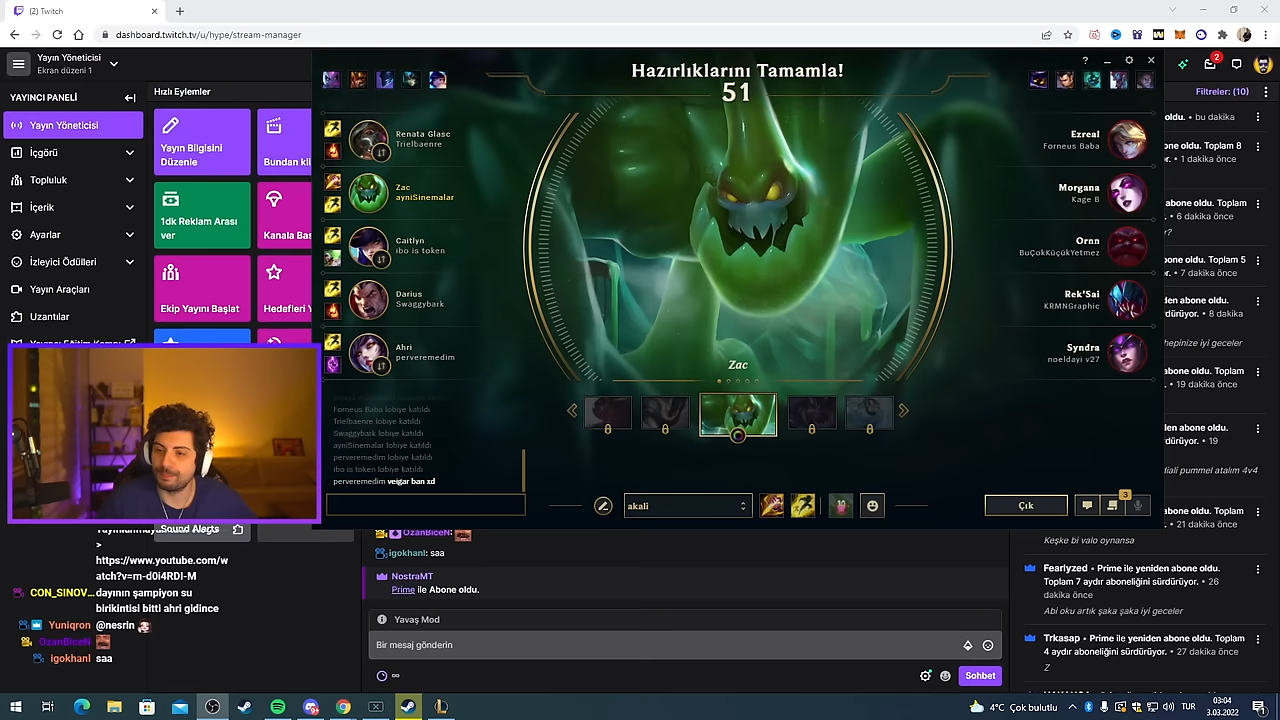 (2) Twitch
dashboard.twitch.tv/u/hype/stream-manager
Yayın Yöneticisi
Ekran düzeni 1
YAYINCI PANELİ
Yayın Yöneticisi
İçgörü
Topluluk
İçerik
Ayarlar
İzleyici Ödülleri
Yayın Araçları
Uzantılar
Hızlı Eylemler
Yayın Bilgisini
Düzenle
Bundan kli
1dk Reklam Arası
ver
Kanala Bas
Ekip Yayını Başlat
Hedefleri Y
Hazırlıklarını Tamamla!
51
Renata Glasc
Trielbaenre
Zac
ayniSinemalar
Caitlyn
ibo is token
Darius
Swaggybark
Ahri
perveremedim
Ezreal
Forneus Baba
Morgana
Kage B
Ornn
BuÇokKüçükYetmez
Rek'Sai
KRMNGraphic
Syndra
noeldayi v27
Zac
Forneus Baba lobiye katıldı
Trielbaenre lobiye katıldı
Swaggybark lobiye katıldı
ayniSinemalar lobiye katıldı
perveremedim lobiye katıldı
ibo is token lobiye katıldı
perveremedim veigar ban xd
akali
Çık
3
2
Filtreler: (10)
oldu. • bu dakika
abone oldu. Toplam 8
• 1 dakika önce
abone oldu. Toplam
• 6 dakika önce
r?
abone oldu. Toplam 5
• 7 dakika önce
abone oldu.
• 8 dakika
hepinize iyi geceler
abone oldu. Toplam
• 19 dakika önce
abone oldu.
• 19
diali pummel atalım 4v4
abone oldu. Toplam
• 21 dakika önce
Keşke bi valo oynansa
Fearlyzed • Prime ile yeniden abone oldu.
Toplam 7 aydır aboneliğini sürdürüyor. • 26
dakika önce
Abi oku artık şaka şaka iyi geceler
Trkasap • Prime ile yeniden abone oldu. Toplam
4 aydır aboneliğini sürdürüyor. • 27 dakika önce
Z
Sound Alerts
>
https://www.youtube.com/w
atch?v=m-d0i4RDI-M
CON_SINOV... dayının şampiyon su
birikintisi bitti ahri gidince
Yuniqron @nesrin
OzanBiceN
igokhanl saa
OzanBiceN:
igokhanl: saa
NostraMT
Prime ile Abone oldu.
Yavaş Mod
Bir mesaj gönderin
Sohbet
4°C Çok bulutlu
TUR
03:04
3.03.2022